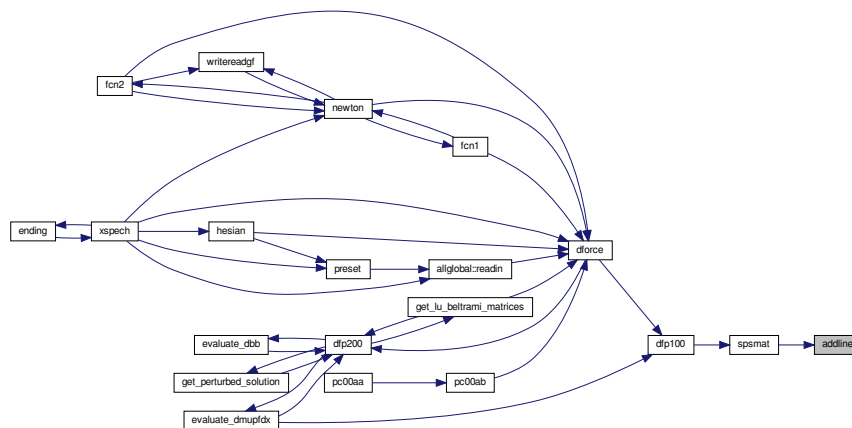 writereadgf
fcn2
newton
fcn1
ending
xspech
hesian
dforce
preset
allglobal::readin
get_lu_beltrami_matrices
evaluate_dbb
dfp200
dfp100
spsmat
addline
get_perturbed_solution
pc00aa
pc00ab
evaluate_dmupfdx